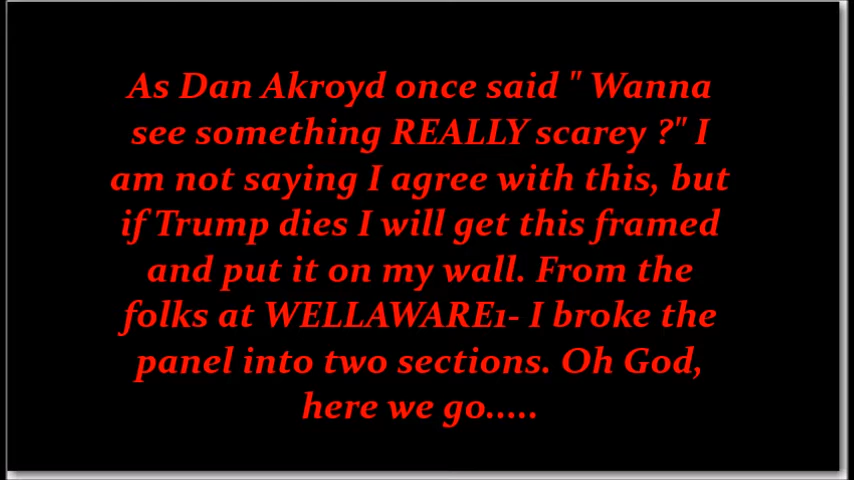 As Dan Akroyd once said " Wanna
see something REALLY scarey ?" I
am not saying I agree with this, but
if Trump dies I will get this framed
and put it on my wall. From the
folks at WELLAWARE1- I broke the
panel into two sections. Oh God,
here we go.....